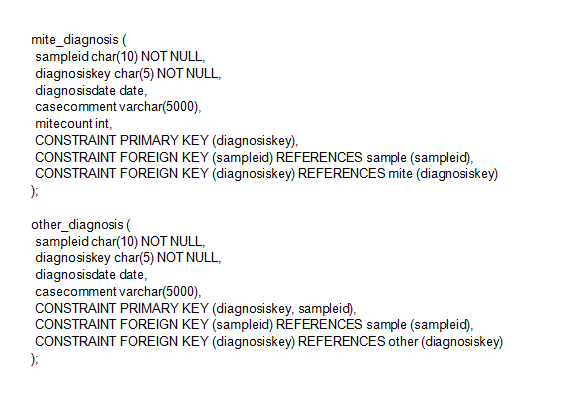 mite_diagnosis (
sampleid char(10) NOT NULL,
diagnosiskey char(5) NOT NULL,
diagnosisdate date,
casecomment varchar(5000),
mitecount int,
CONSTRAINT PRIMARY KEY (diagnosiskey),
CONSTRAINT FOREIGN KEY (sampleid) REFERENCES sample (sampleid),
CONSTRAINT FOREIGN KEY (diagnosiskey) REFERENCES mite (diagnosiskey)
);
other_diagnosis (
sampleid char(10) NOT NULL,
diagnosiskey char(5) NOT NULL,
diagnosisdate date,
casecomment varchar(5000),
CONSTRAINT PRIMARY KEY (diagnosiskey, sampleid),
CONSTRAINT FOREIGN KEY (sampleid) REFERENCES sample (sampleid),
CONSTRAINT FOREIGN KEY (diagnosiskey) REFERENCES other (diagnosiskey)
);